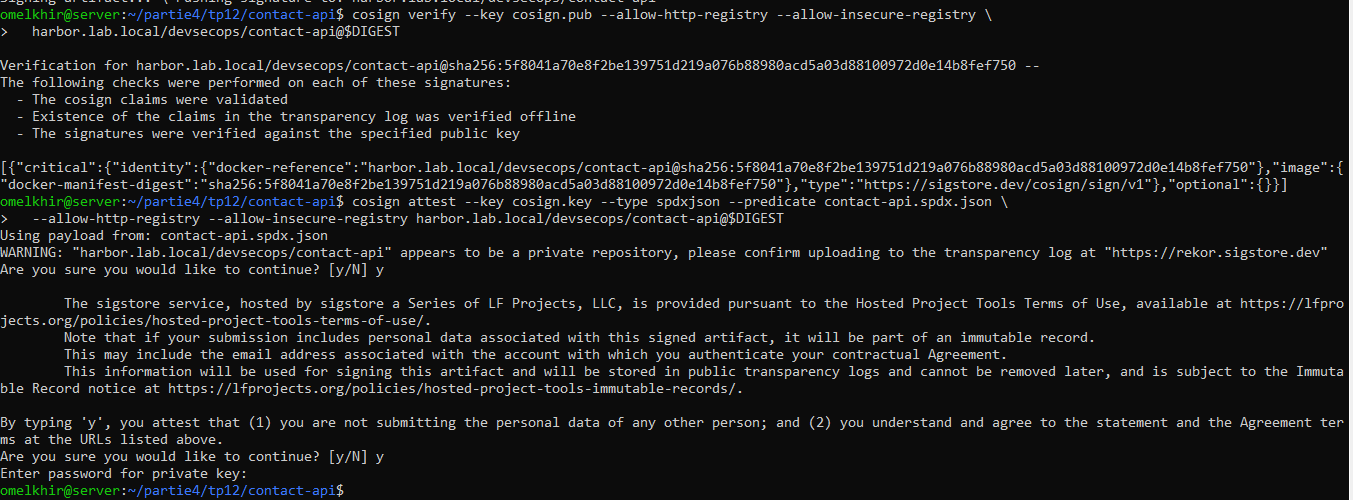 omelkhir@server:~/partie4/tp12/contact-api$ cosign verify --key cosign.pub --allow-http-registry --allow-insecure-registry \
>   harbor.lab.local/devsecops/contact-api@$DIGEST
Verification for harbor.lab.local/devsecops/contact-api@sha256:5f8041a70e8f2be139751d219a076b88980acd5a03d88100972d0e14b8fef750 --
The following checks were performed on each of these signatures:
  - The cosign claims were validated
  - Existence of the claims in the transparency log was verified offline
  - The signatures were verified against the specified public key
[{"critical":{"identity":{"docker-reference":"harbor.lab.local/devsecops/contact-api@sha256:5f8041a70e8f2be139751d219a076b88980acd5a03d88100972d0e14b8fef750"},"image":{
"docker-manifest-digest":"sha256:5f8041a70e8f2be139751d219a076b88980acd5a03d88100972d0e14b8fef750"},"type":"https://sigstore.dev/cosign/sign/v1"},"optional":{}}]
omelkhir@server:~/partie4/tp12/contact-api$ cosign attest --key cosign.key --type spdxjson --predicate contact-api.spdx.json \
>   --allow-http-registry --allow-insecure-registry harbor.lab.local/devsecops/contact-api@$DIGEST
Using payload from: contact-api.spdx.json
WARNING: "harbor.lab.local/devsecops/contact-api" appears to be a private repository, please confirm uploading to the transparency log at "https://rekor.sigstore.dev"
Are you sure you would like to continue? [y/N] y
        The sigstore service, hosted by sigstore a Series of LF Projects, LLC, is provided pursuant to the Hosted Project Tools Terms of Use, available at https://lfpro
jects.org/policies/hosted-project-tools-terms-of-use/.
        Note that if your submission includes personal data associated with this signed artifact, it will be part of an immutable record.
        This may include the email address associated with the account with which you authenticate your contractual Agreement.
        This information will be used for signing this artifact and will be stored in public transparency logs and cannot be removed later, and is subject to the Immuta
ble Record notice at https://lfprojects.org/policies/hosted-project-tools-immutable-records/.
By typing 'y', you attest that (1) you are not submitting the personal data of any other person; and (2) you understand and agree to the statement and the Agreement ter
ms at the URLs listed above.
Are you sure you would like to continue? [y/N] y
Enter password for private key:
omelkhir@server:~/partie4/tp12/contact-api$